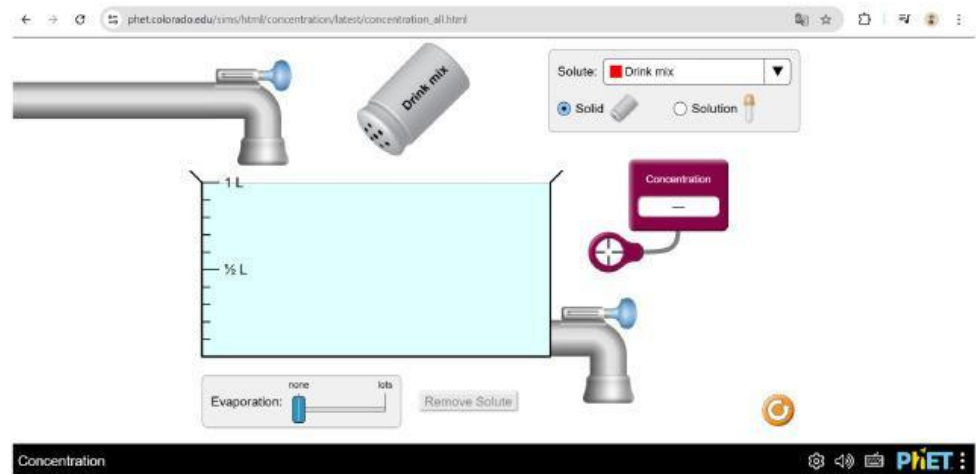 phet.colorado.edu/sims/html/concentration/latest/concentration_all.html
Drink mix
Solute: Drink mix
Solid Solution
Concentration
—
1 L
½ L
none lots
Evaporation:
Remove Solute
Concentration PhET